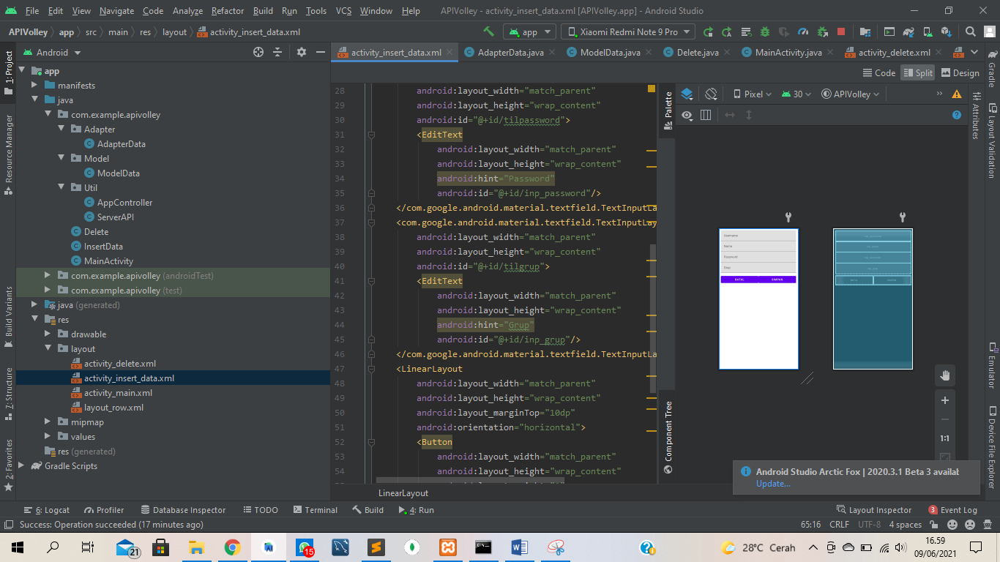 File Edit View Navigate Code Analyze Refactor Build Run Tools VCS Window Help APIVolley - activity_insert_data.xml [APIVolley.app] - Android Studio
APIVolley app src main res layout activity_insert_data.xml app Xiaomi Redmi Note 9 Pro
Android activity_insert_data.xml AdapterData.java ModelData.java Delete.java MainActivity.java activity_delete.xml
Code Split Design
Pixel 30 APIVolley
1: Project
Resource Manager
Build Variants
Z: Structure
2: Favorites
app
manifests
java
com.example.apivolley
Adapter
AdapterData
Model
ModelData
Util
AppController
ServerAPI
Delete
InsertData
MainActivity
com.example.apivolley (androidTest)
com.example.apivolley (test)
java (generated)
res
drawable
layout
activity_delete.xml
activity_insert_data.xml
activity_main.xml
layout_row.xml
mipmap
values
res (generated)
Gradle Scripts
28 android:layout_width="match_parent"
29 android:layout_height="wrap_content"
30 android:id="@+id/tilpassword">
31 <EditText
32 android:layout_width="match_parent"
33 android:layout_height="wrap_content"
34 android:hint="Password"
35 android:id="@+id/inp_password"/>
36 </com.google.android.material.textfield.TextInputLa
37 <com.google.android.material.textfield.TextInputLay
38 android:layout_width="match_parent"
39 android:layout_height="wrap_content"
40 android:id="@+id/tilgrup">
41 <EditText
42 android:layout_width="match_parent"
43 android:layout_height="wrap_content"
44 android:hint="Grup"
45 android:id="@+id/inp_grup"/>
46 </com.google.android.material.textfield.TextInputLa
47 <LinearLayout
48 android:layout_width="match_parent"
49 android:layout_height="wrap_content"
50 android:layout_marginTop="10dp"
51 android:orientation="horizontal">
52 <Button
53 android:layout_width="match_parent"
54 android:layout_height="wrap_content"
LinearLayout
Palette
Component Tree
Username
Nama
Password
Grup
BATAL SIMPAN
1:1
Attributes
Gradle
Layout Validation
Emulator
Device File Explorer
Android Studio Arctic Fox | 2020.3.1 Beta 3 availal
Update...
6: Logcat Profiler Database Inspector TODO Terminal Build 4: Run Layout Inspector 3 Event Log
Success: Operation succeeded (17 minutes ago) 65:16 CRLF UTF-8 4 spaces
21 15 28°C Cerah 16.59
09/06/2021